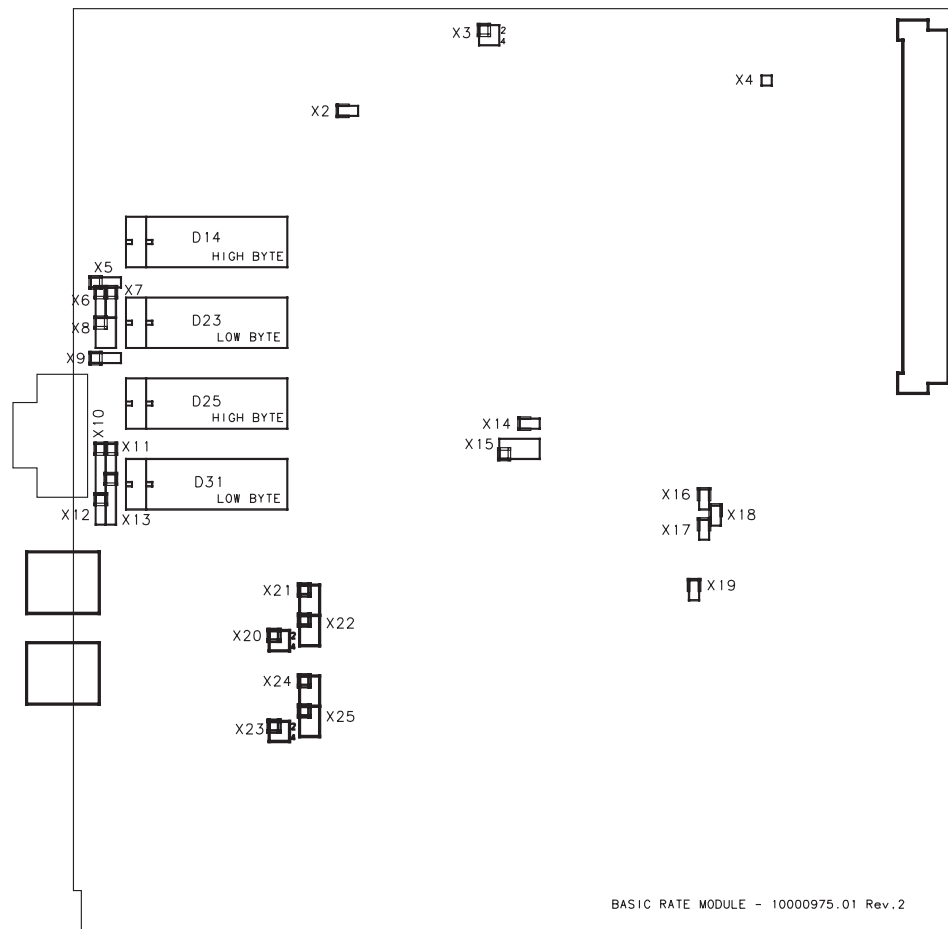 X3
2
4
X4
X2
D14
HIGH BYTE
X5
X6
X7
D23
X8
LOW BYTE
X9
D25
HIGH BYTE
X10
X14
X15
X11
D31
LOW BYTE
X12
X13
X16
X18
X17
X19
X21
X22
X20
2
4
X24
X25
X23
2
4
BASIC RATE MODULE - 10000975.01 Rev.2